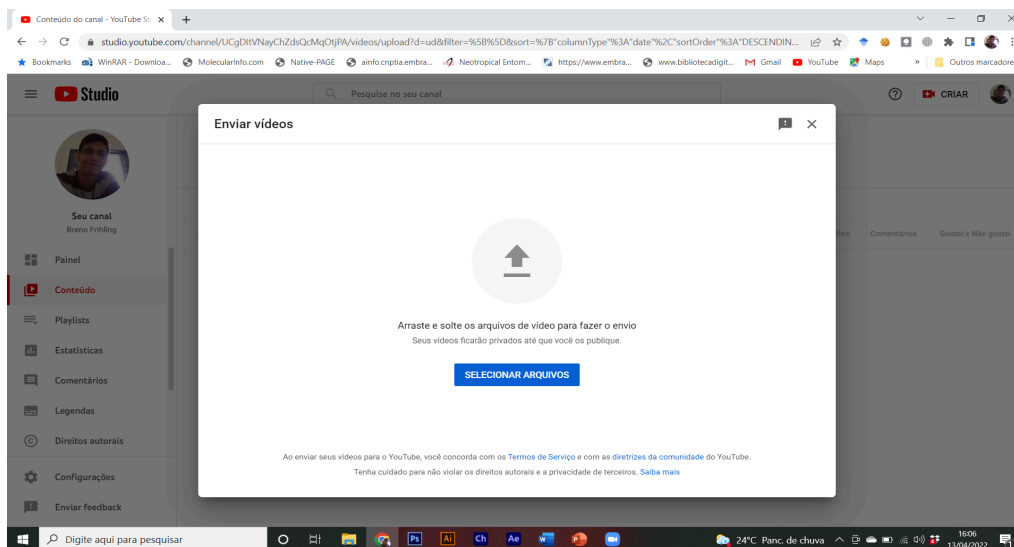 Conteúdo do canal - YouTube St
studio.youtube.com/channel/UCgDItVNayChZdsQcMqOtjPA/videos/upload?d=ud&filter=%5B%5D&sort=%7B"columnType"%3A"date"%2C"sortOrder"%3A"DESCENDIN...
Bookmarks WinRAR - Downloa... MolecularInfo.com Native-PAGE ainfo.cnptia.embra... Neotropical Entom... https://www.embra... www.bibliotecadigit... Gmail YouTube Maps » Outros marcadore
Studio Pesquise no seu canal CRIAR
Enviar vídeos
Seu canal
Breno Frihling
Comentários Gostei x Não gostei
Painel
Conteúdo
Playlists
Estatísticas
Comentários
Legendas
Direitos autorais
Configurações
Enviar feedback
Arraste e solte os arquivos de vídeo para fazer o envio
Seus vídeos ficarão privados até que você os publique.
SELECIONAR ARQUIVOS
Ao enviar seus vídeos para o YouTube, você concorda com os Termos de Serviço e com as diretrizes da comunidade do YouTube.
Tenha cuidado para não violar os direitos autorais e a privacidade de terceiros. Saiba mais
Digite aqui para pesquisar Ps Ai Ch Ae 24°C Panc. de chuva 16:06
13/04/2022